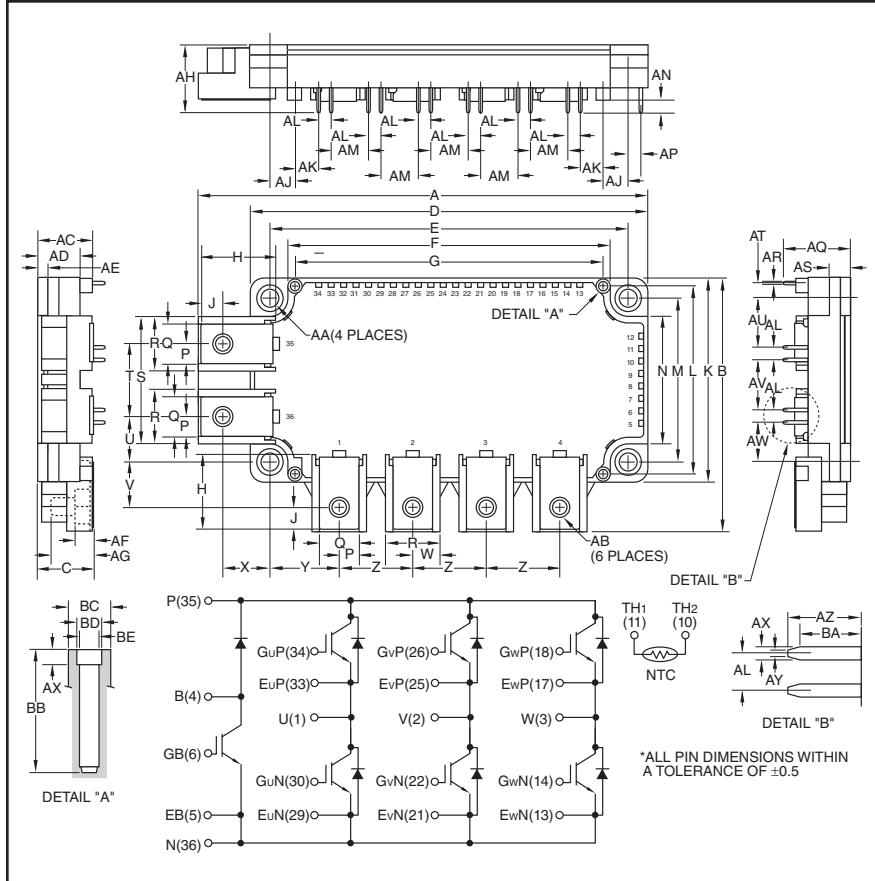 AH
AN
AL AL AL AL
AL AL AL
AM AM AM
AK AM AM AK
AP
AJ AJ
A
D
E
F
G
AC
AD
AE
H
J
AT
AR
AQ
AS
34 33 32 31 30 29 28 27 26 25 24 23 22 21 20 19 18 17 16 15 14 13
DETAIL "A"
AA(4 PLACES)
R Q P
35
T S
R Q P
36
U
V
12
11
10
9
8
7
6
5
N M L K B
AU
AL
AV
AL
AW
1 2 3 4
H
J
Q
P
R
W
AB
(6 PLACES)
X Y Z Z Z
AF
AG
C
DETAIL "B"
BC
BD
BE
AX
BB
DETAIL "A"
P(35)
B(4)
GB(6)
EB(5)
N(36)
GUP(34)
EUP(33)
U(1)
GUN(30)
EUN(29)
GVP(26)
EVP(25)
V(2)
GVN(22)
EVN(21)
GWP(18)
EWP(17)
W(3)
GWN(14)
EWN(13)
TH1
(11)
TH2
(10)
NTC
AX
AZ
BA
AL
AY
DETAIL "B"
*ALL PIN DIMENSIONS WITHIN
A TOLERANCE OF ±0.5